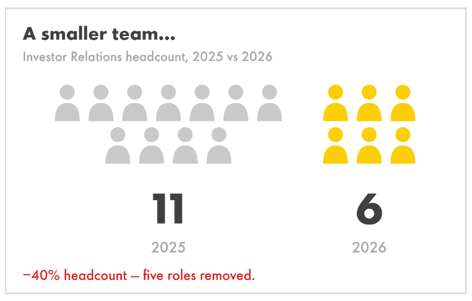 A smaller team...
Investor Relations headcount, 2025 vs 2026
11
6
2025
2026
−40% headcount — five roles removed.